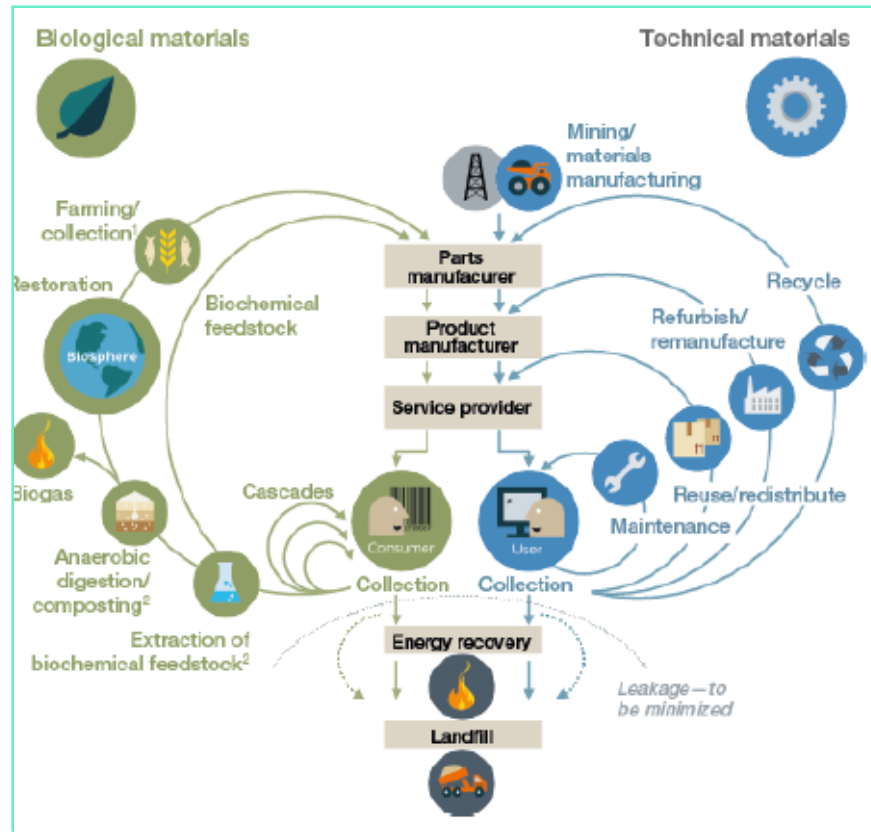 Biological materials
Technical materials
Mining/
materials
manufacturing
Farming/
collection¹
Restoration
Biosphere
Biochemical
feedstock
Parts
manufacurer
Product
manufacturer
Service provider
Recycle
Refurbish/
remanufacture
Reuse/redistribute
Maintenance
Biogas
Cascades
Anaerobic
digestion/
composting²
Extraction of
biochemical feedstock²
Consumer
User
Collection
Collection
Energy recovery
Leakage—to
be minimized
Landfill